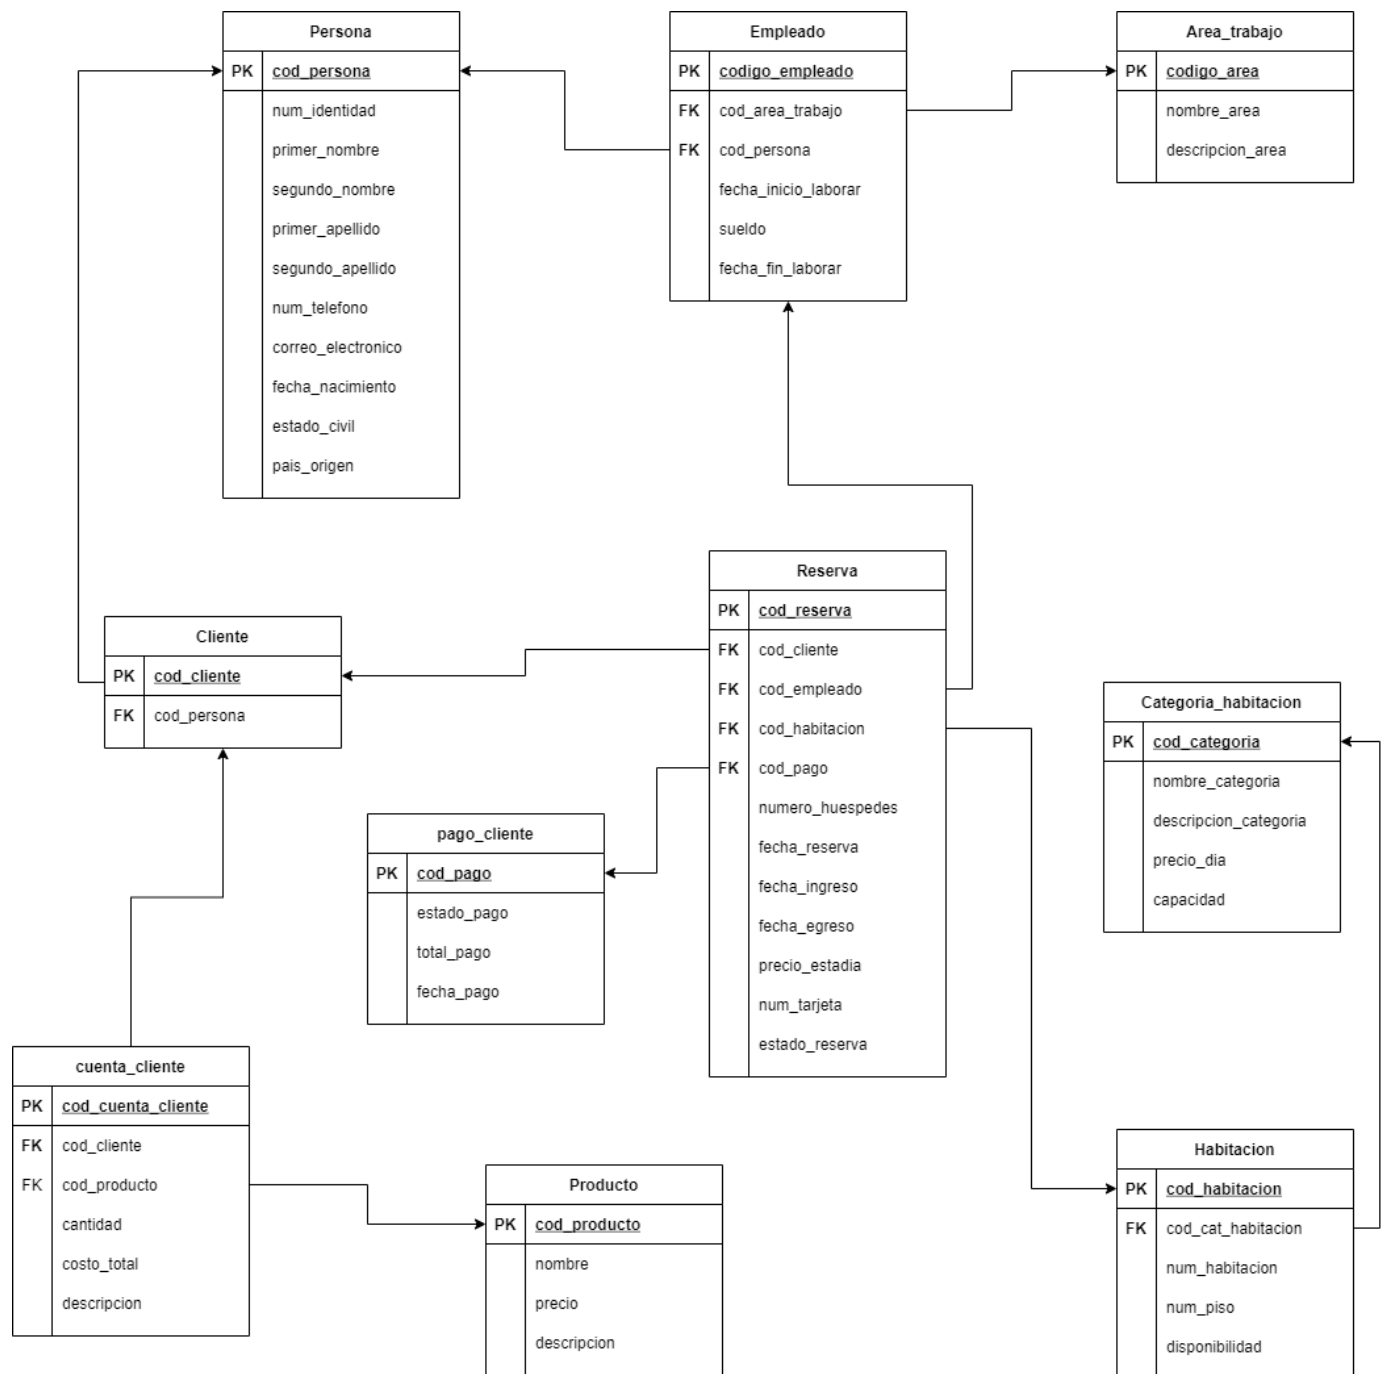 Persona
PK cod_persona
num_identidad
primer_nombre
segundo_nombre
primer_apellido
segundo_apellido
num_telefono
correo_electronico
fecha_nacimiento
estado_civil
pais_origen
Empleado
PK codigo_empleado
FK cod_area_trabajo
FK cod_persona
fecha_inicio_laborar
sueldo
fecha_fin_laborar
Area_trabajo
PK codigo_area
nombre_area
descripcion_area
Reserva
PK cod_reserva
FK cod_cliente
FK cod_empleado
FK cod_habitacion
FK cod_pago
numero_huespedes
fecha_reserva
fecha_ingreso
fecha_egreso
precio_estadia
num_tarjeta
estado_reserva
Cliente
PK cod_cliente
FK cod_persona
Categoria_habitacion
PK cod_categoria
nombre_categoria
descripcion_categoria
precio_dia
capacidad
pago_cliente
PK cod_pago
estado_pago
total_pago
fecha_pago
cuenta_cliente
PK cod_cuenta_cliente
FK cod_cliente
FK cod_producto
cantidad
costo_total
descripcion
Producto
PK cod_producto
nombre
precio
descripcion
Habitacion
PK cod_habitacion
FK cod_cat_habitacion
num_habitacion
num_piso
disponibilidad